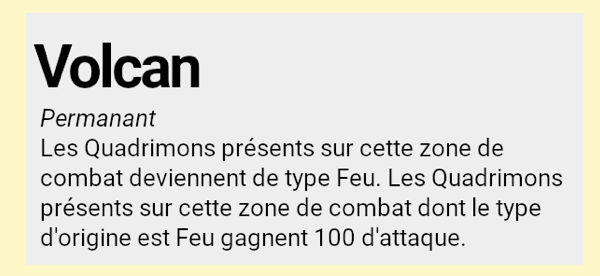 Volcan
Permanant
Les Quadrimons présents sur cette zone de
combat deviennent de type Feu. Les Quadrimons
présents sur cette zone de combat dont le type
d'origine est Feu gagnent 100 d'attaque.